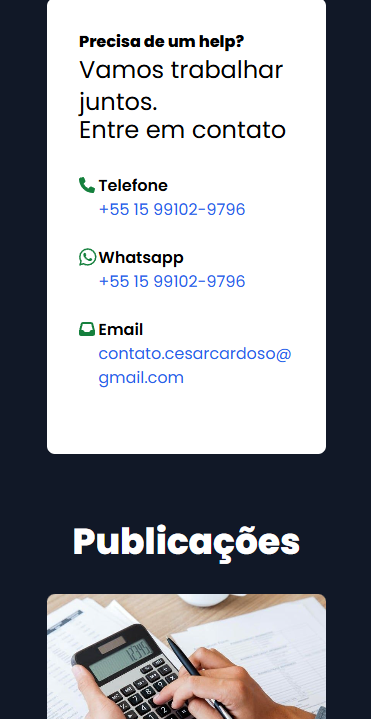 Precisa de um help?
Vamos trabalhar
juntos.
Entre em contato
Telefone
+55 15 99102-9796
Whatsapp
+55 15 99102-9796
Email
contato.cesarcardoso@
gmail.com
Publicações